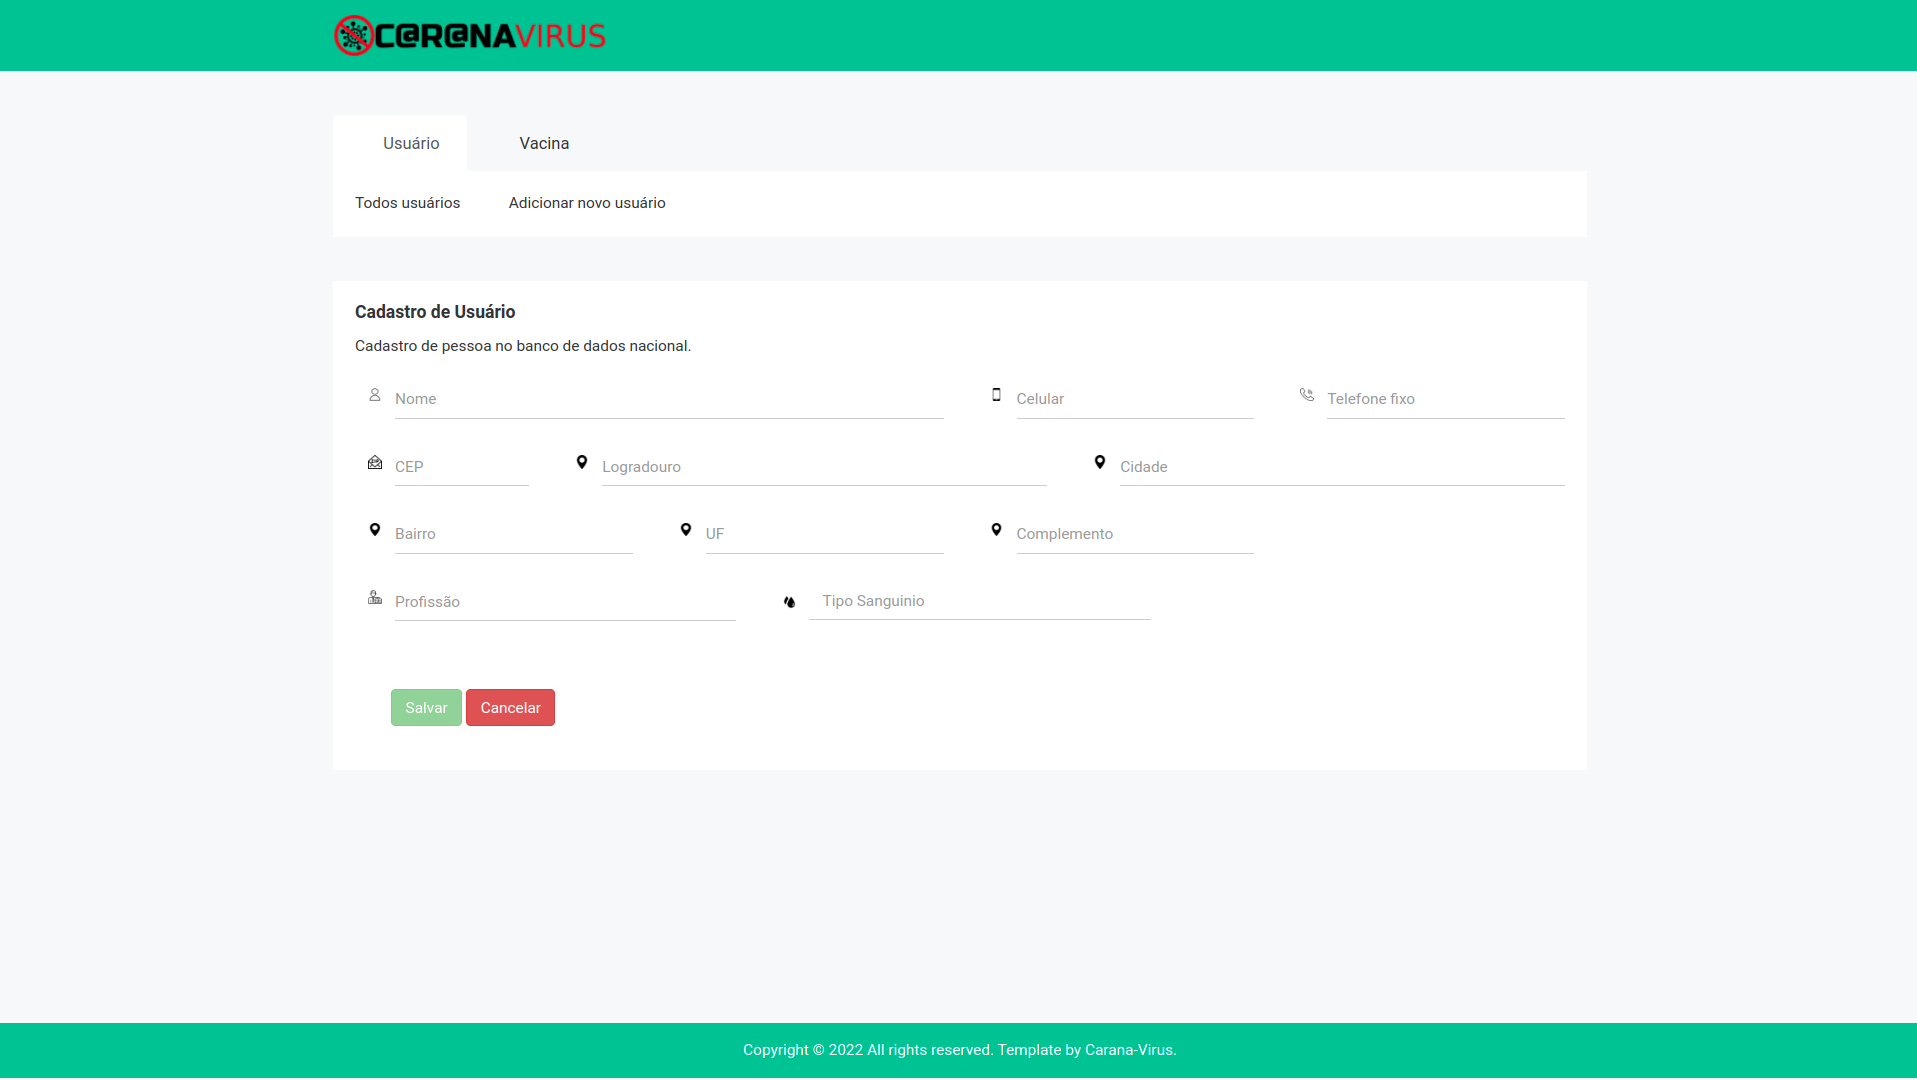 C@R@NAVIRUS
Usuário Vacina
Todos usuários Adicionar novo usuário
Cadastro de Usuário
Cadastro de pessoa no banco de dados nacional.
Nome Celular Telefone fixo
CEP Logradouro Cidade
Bairro UF Complemento
Profissão Tipo Sanguinio
Salvar Cancelar
Copyright © 2022 All rights reserved. Template by Carana-Virus.